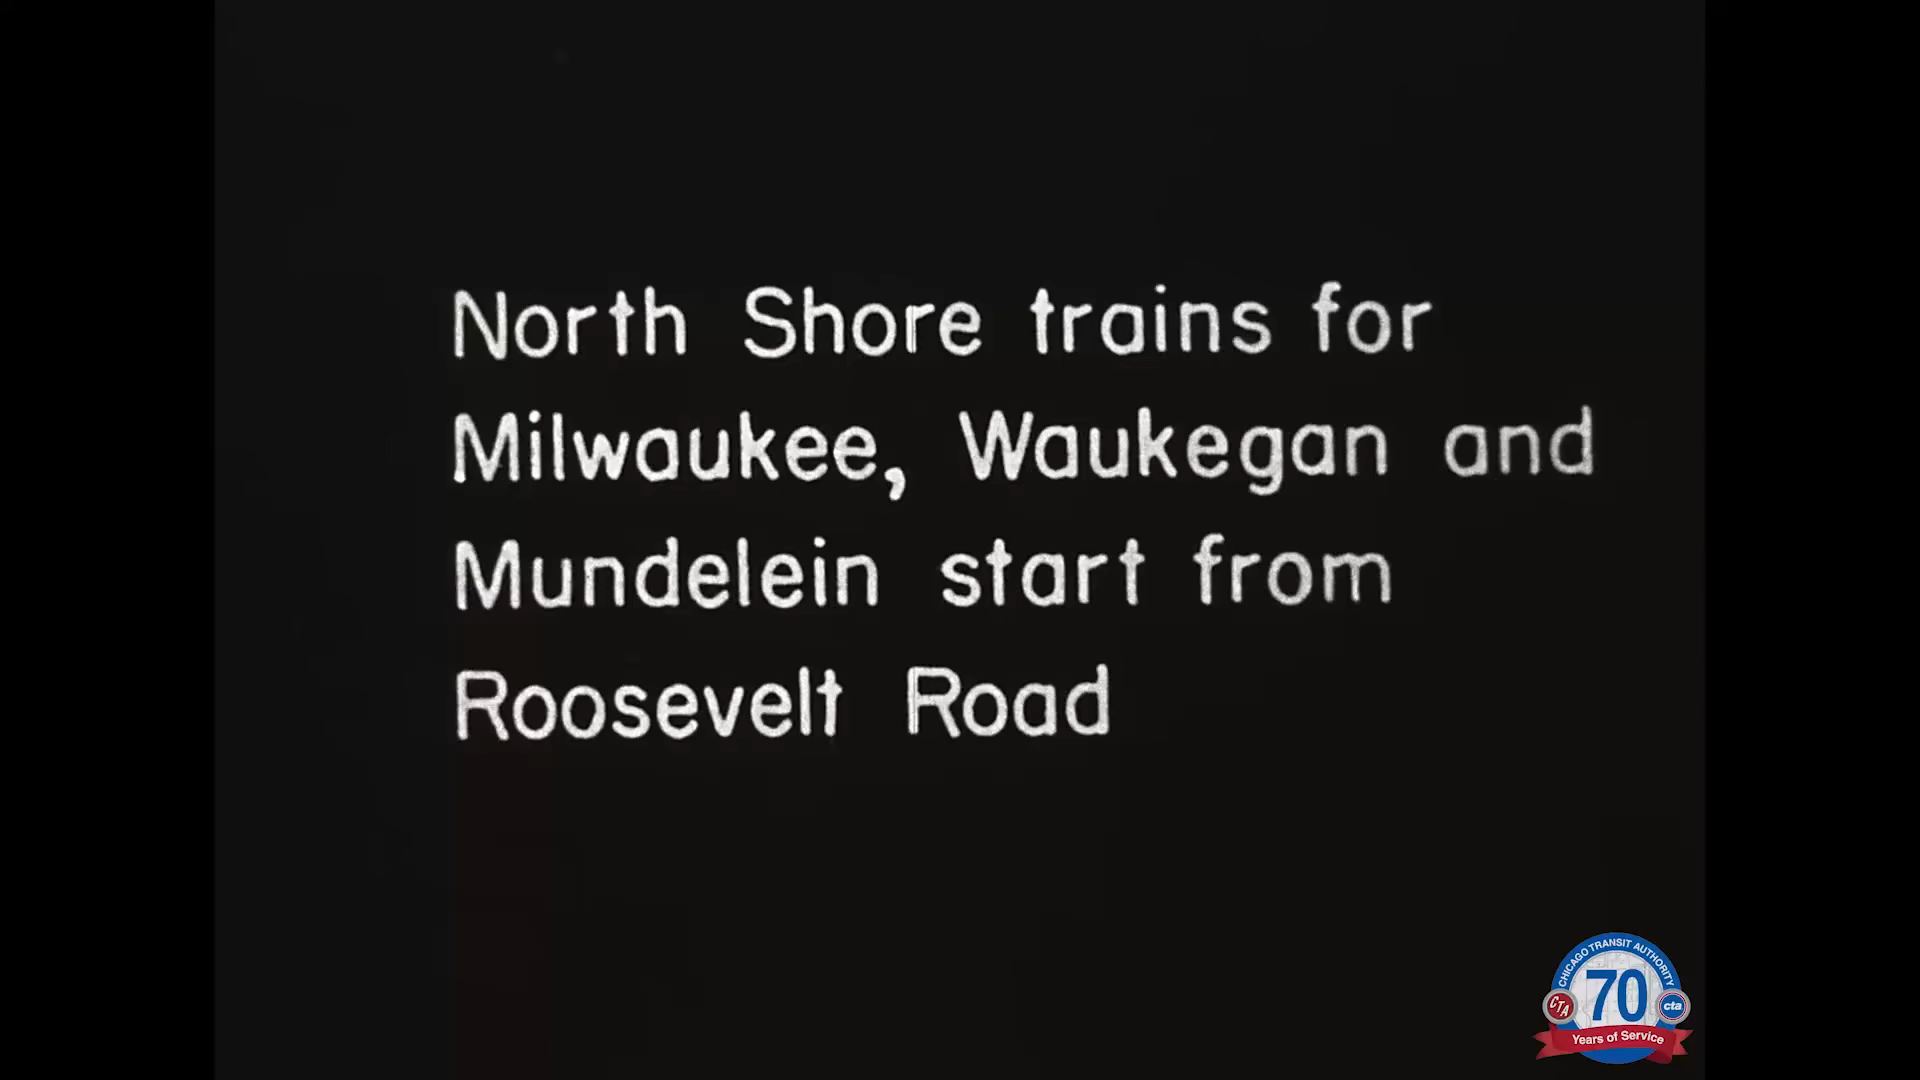 North Shore trains for
Milwaukee, Waukegan and
Mundelein start from
Roosevelt Road
CHICAGO TRANSIT AUTHORITY
CTA 70 cta
Years of Service